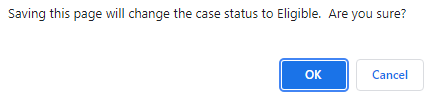 Saving this page will change the case status to Eligible.  Are you sure?
OK
Cancel